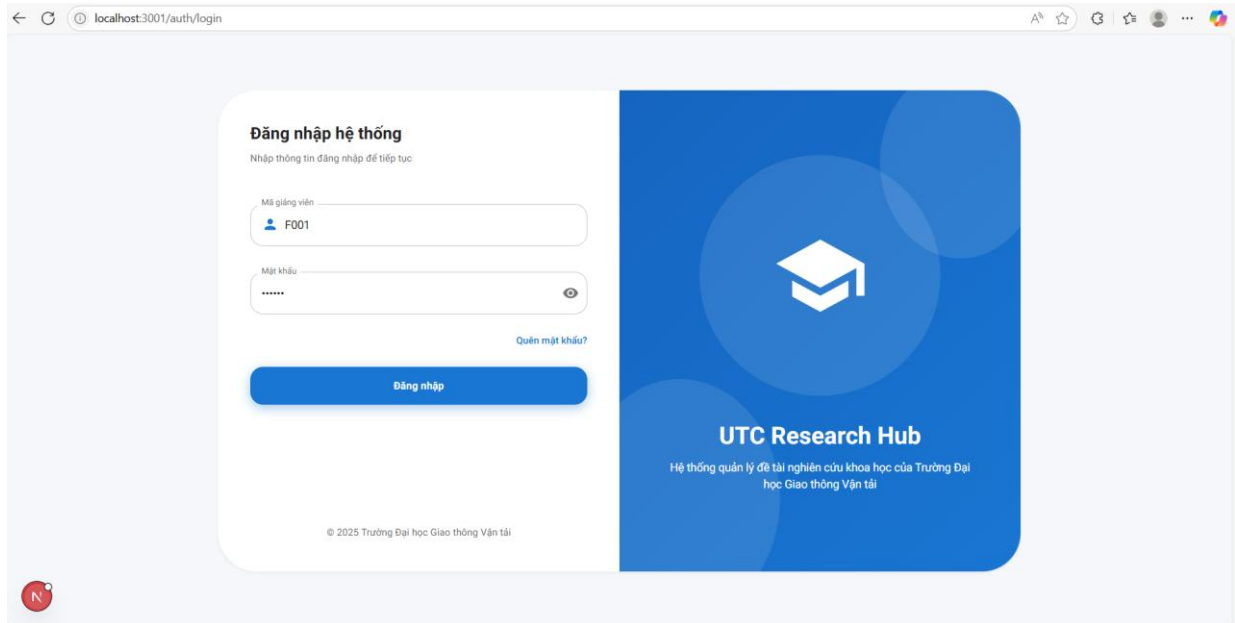 localhost:3001/auth/login
Đăng nhập hệ thống
Nhập thông tin đăng nhập để tiếp tục
Mã giảng viên
F001
Mật khẩu
••••••
Quên mật khẩu?
Đăng nhập
© 2025 Trường Đại học Giao thông Vận tải
UTC Research Hub
Hệ thống quản lý đề tài nghiên cứu khoa học của Trường Đại
học Giao thông Vận tải
N